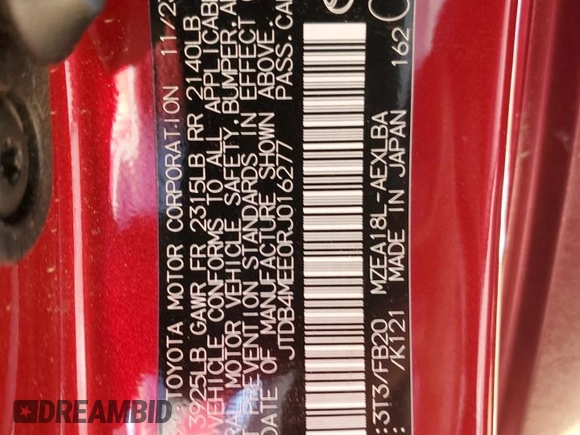 TOYOTA MOTOR CORPORATION 11/2
3925LB GAWR FR 2315LB RR 2140LB
VEHICLE CONFORMS TO ALL APPLICABL
RAL MOTOR VEHICLE SAFETY, BUMPER, A
T PREVENTION STANDARDS IN EFFECT O
DATE OF MANUFACTURE SHOWN ABOVE.
JTDB4MEE0RJ016277 PASS.CA
162
C
:3T3/FB20 MZEA18L-AEXLBA
/K121 MADE IN JAPAN
DREAMBID